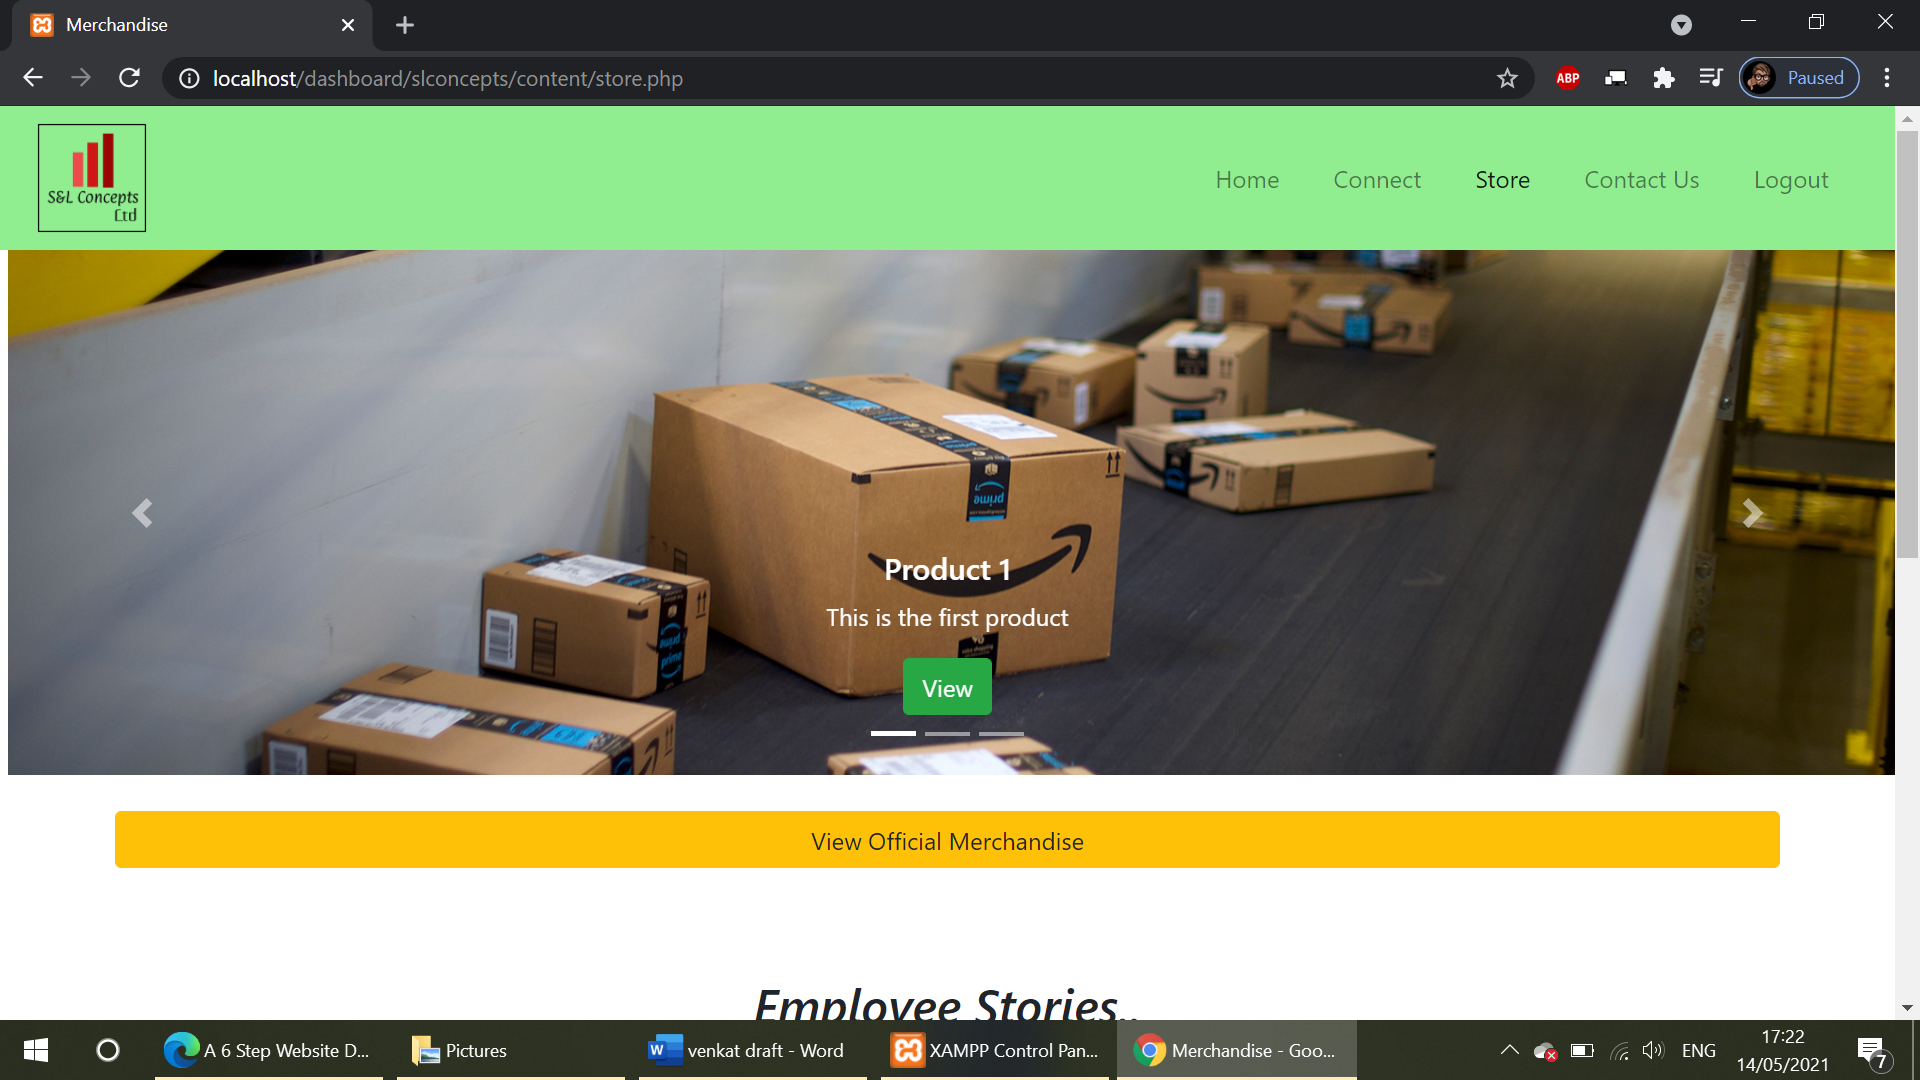 Merchandise
localhost/dashboard/slconcepts/content/store.php
ABP
Paused
S&L Concepts
Ltd
Home
Connect
Store
Contact Us
Logout
prime
Product 1
This is the first product
prime
View
View Official Merchandise
Employee Stories..
A 6 Step Website D...
Pictures
venkat draft - Word
XAMPP Control Pan...
Merchandise - Goo...
ENG
17:22
14/05/2021
7